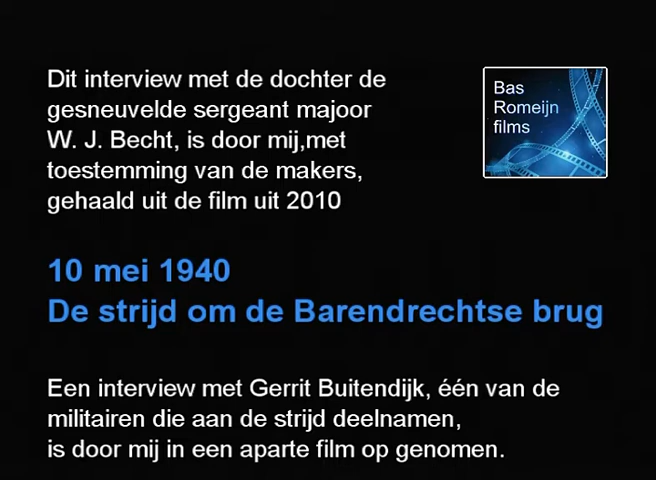 Dit interview met de dochter de
gesneuvelde sergeant majoor
W. J. Becht, is door mij,met
toestemming van de makers,
gehaald uit de film uit 2010
Bas
Romeijn
films
10 mei 1940
De strijd om de Barendrechtse brug
Een interview met Gerrit Buitendijk, één van de
militairen die aan de strijd deelnamen,
is door mij in een aparte film op genomen.